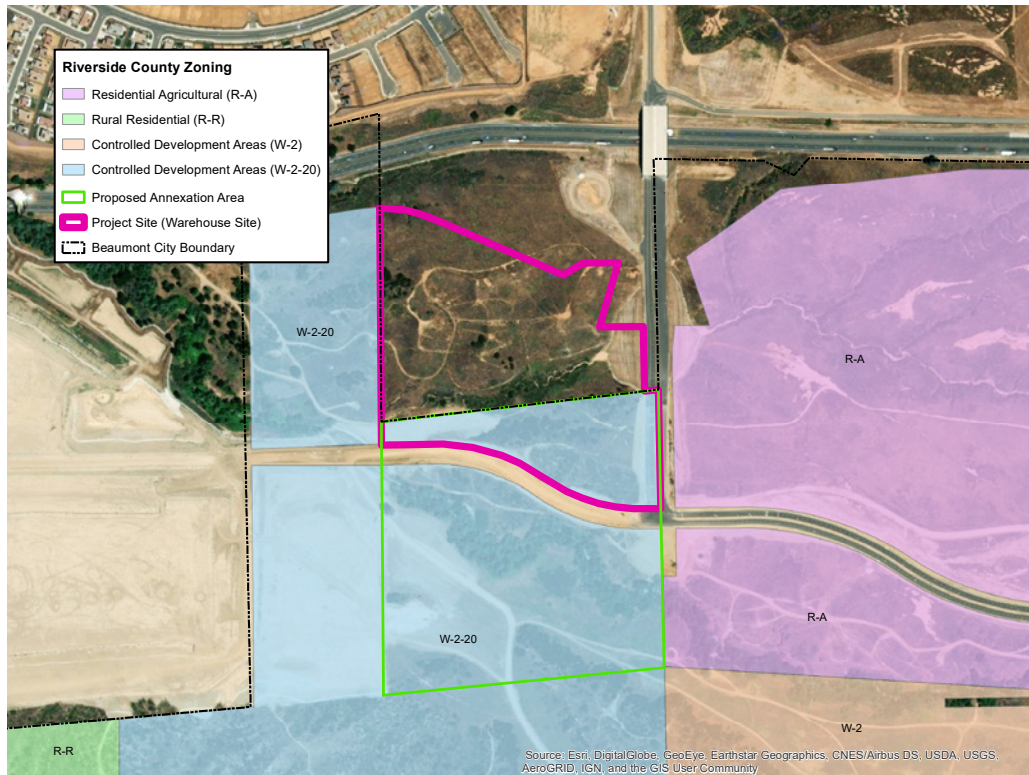 Riverside County Zoning
Residential Agricultural (R-A)
Rural Residential (R-R)
Controlled Development Areas (W-2)
Controlled Development Areas (W-2-20)
Proposed Annexation Area
Project Site (Warehouse Site)
Beaumont City Boundary
W-2-20
R-A
R-A
W-2-20
W-2
R-R
Source: Esri, DigitalGlobe, GeoEye, Earthstar Geographics, CNES/Airbus DS, USDA, USGS,
AeroGRID, IGN, and the GIS User Community